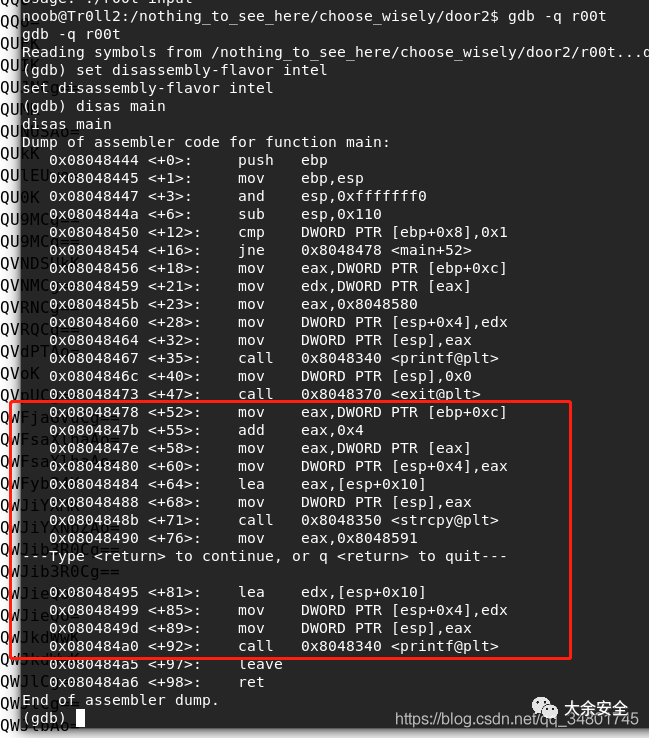 Usage: ./r00t input
noob@Tr0ll2:/nothing_to_see_here/choose_wisely/door2$ gdb -q r00t
gdb -q r00t
Reading symbols from /nothing_to_see_here/choose_wisely/door2/r00t...
(gdb) set disassembly-flavor intel
set disassembly-flavor intel
(gdb) disas main
disas main
Dump of assembler code for function main:
0x08048444 <+0>: push ebp
0x08048445 <+1>: mov ebp,esp
0x08048447 <+3>: and esp,0xfffffff0
0x0804844a <+6>: sub esp,0x110
0x08048450 <+12>: cmp DWORD PTR [ebp+0x8],0x1
0x08048454 <+16>: jne 0x8048478 <main+52>
0x08048456 <+18>: mov eax,DWORD PTR [ebp+0xc]
0x08048459 <+21>: mov edx,DWORD PTR [eax]
0x0804845b <+23>: mov eax,0x8048580
0x08048460 <+28>: mov DWORD PTR [esp+0x4],edx
0x08048464 <+32>: mov DWORD PTR [esp],eax
0x08048467 <+35>: call 0x8048340 <printf@plt>
0x0804846c <+40>: mov DWORD PTR [esp],0x0
0x08048473 <+47>: call 0x8048370 <exit@plt>
0x08048478 <+52>: mov eax,DWORD PTR [ebp+0xc]
0x0804847b <+55>: add eax,0x4
0x0804847e <+58>: mov eax,DWORD PTR [eax]
0x08048480 <+60>: mov DWORD PTR [esp+0x4],eax
0x08048484 <+64>: lea eax,[esp+0x10]
0x08048488 <+68>: mov DWORD PTR [esp],eax
0x0804848b <+71>: call 0x8048350 <strcpy@plt>
0x08048490 <+76>: mov eax,0x8048591
---Type <return> to continue, or q <return> to quit---
0x08048495 <+81>: lea edx,[esp+0x10]
0x08048499 <+85>: mov DWORD PTR [esp+0x4],edx
0x0804849d <+89>: mov DWORD PTR [esp],eax
0x080484a0 <+92>: call 0x8048340 <printf@plt>
0x080484a5 <+97>: leave
0x080484a6 <+98>: ret
End of assembler dump.
(gdb)
大余安全
https://blog.csdn.net/qq_34801745